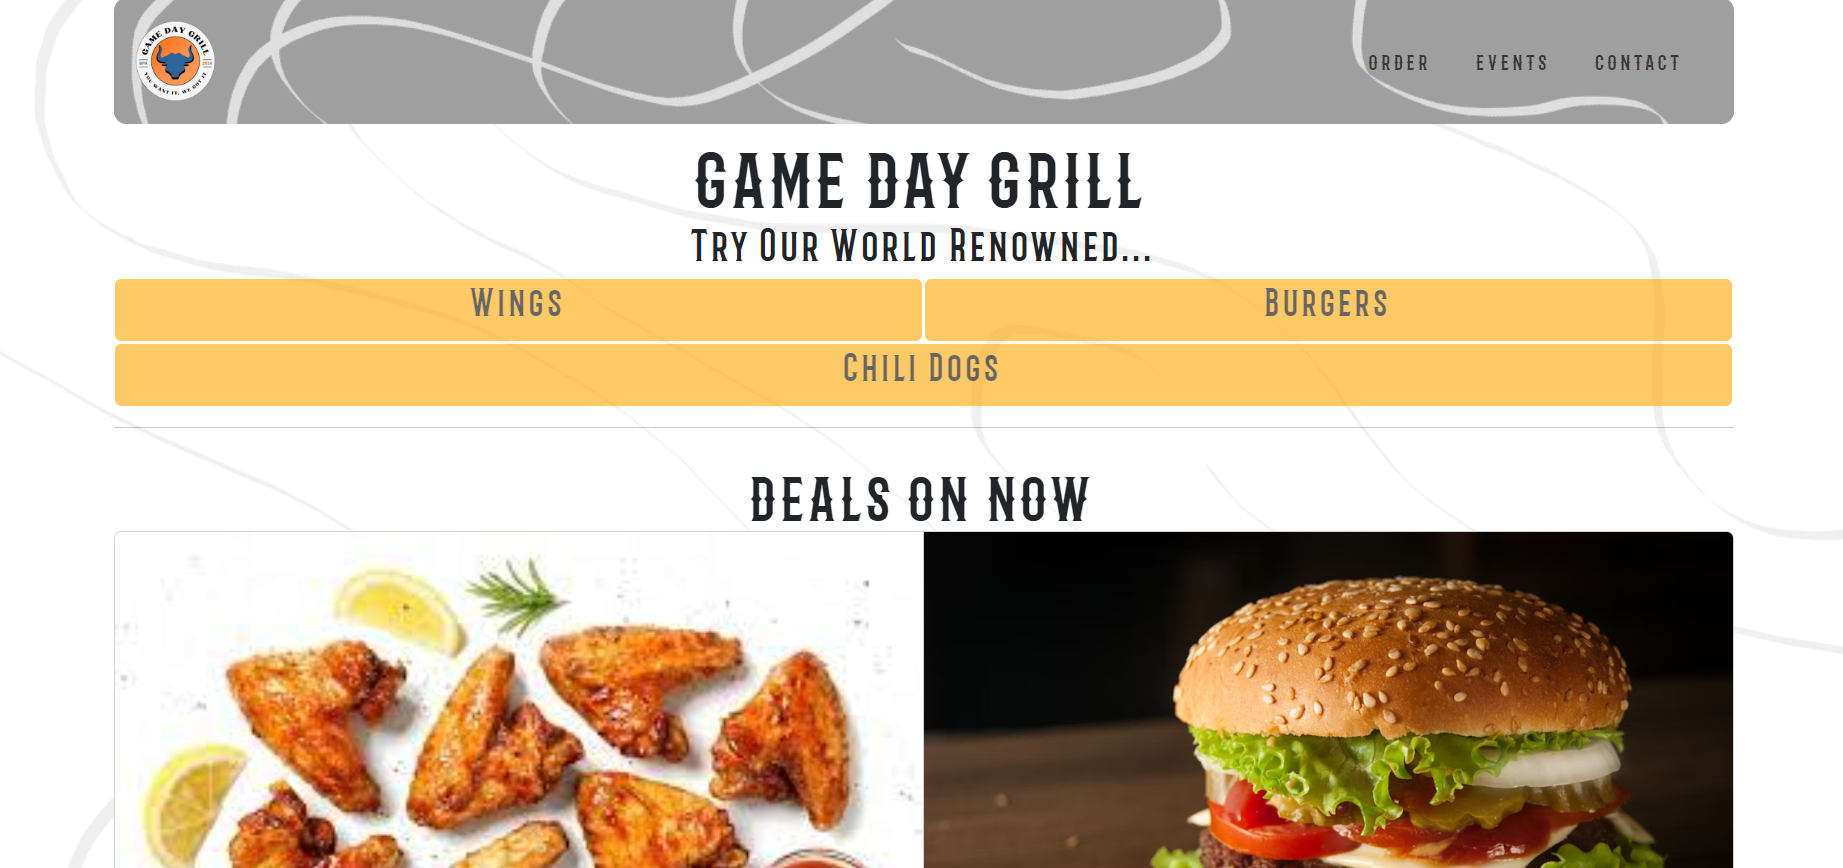 GAME DAY GRILL
YOU WANT IT, WE GOT IT
ORDER EVENTS CONTACT
GAME DAY GRILL
Try Our World Renowned...
Wings Burgers
Chili Dogs
DEALS ON NOW